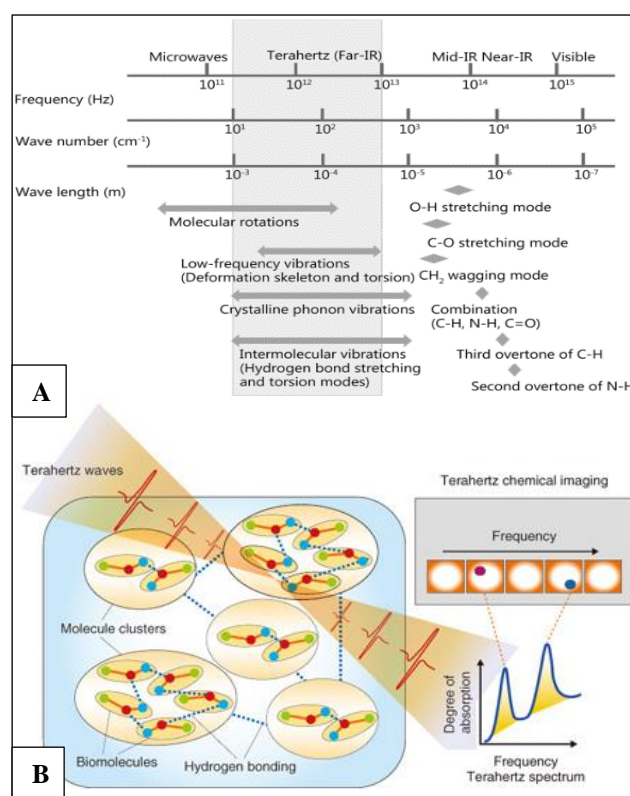 Microwaves Terahertz (Far-IR) Mid-IR Near-IR Visible
10¹¹ 10¹² 10¹³ 10¹⁴ 10¹⁵
Frequency (Hz)
10¹ 10² 10³ 10⁴ 10⁵
Wave number (cm⁻¹)
10⁻³ 10⁻⁴ 10⁻⁵ 10⁻⁶ 10⁻⁷
Wave length (m)
Molecular rotations
O-H stretching mode
C-O stretching mode
Low-frequency vibrations
(Deformation skeleton and torsion)
CH₂ wagging mode
Crystalline phonon vibrations
Combination
(C-H, N-H, C=O)
Intermolecular vibrations
(Hydrogen bond stretching
and torsion modes)
Third overtone of C-H
Second overtone of N-H
A
Terahertz waves
Terahertz chemical imaging
Frequency
Molecule clusters
Biomolecules
Hydrogen bonding
Degree of
absorption
Frequency
Terahertz spectrum
B